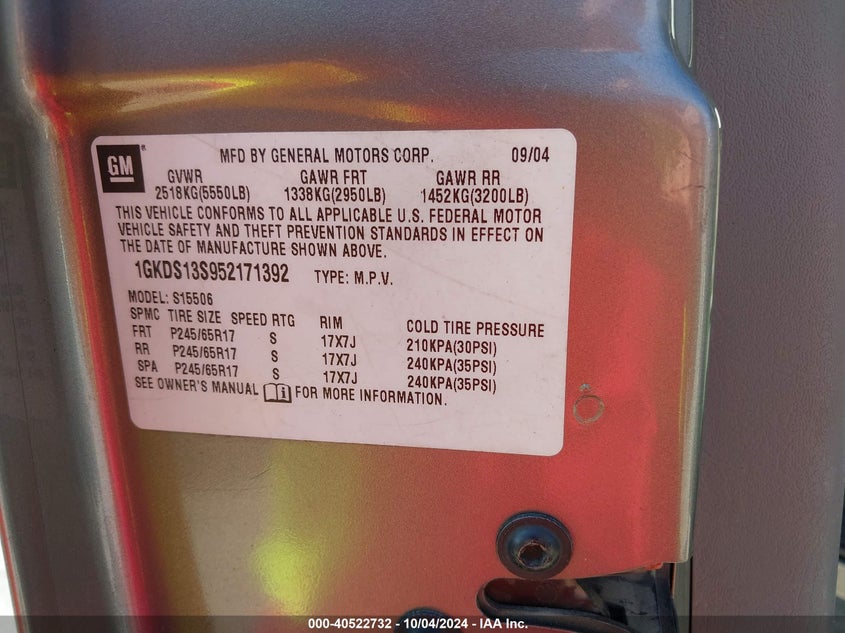 GM
MFD BY GENERAL MOTORS CORP. 09/04
GVWR GAWR FRT GAWR RR
2518KG(5550LB) 1338KG(2950LB) 1452KG(3200LB)
THIS VEHICLE CONFORMS TO ALL APPLICABLE U.S. FEDERAL MOTOR
VEHICLE SAFETY AND THEFT PREVENTION STANDARDS IN EFFECT ON
THE DATE OF MANUFACTURE SHOWN ABOVE.
1GKDS13S952171392 TYPE: M.P.V.
MODEL: S15506
SPMC TIRE SIZE SPEED RTG RIM COLD TIRE PRESSURE
FRT P245/65R17 S 17X7J 210KPA(30PSI)
RR P245/65R17 S 17X7J 240KPA(35PSI)
SPA P245/65R17 S 17X7J 240KPA(35PSI)
SEE OWNER'S MANUAL i FOR MORE INFORMATION.
000-40522732 - 10/04/2024 - IAA Inc.